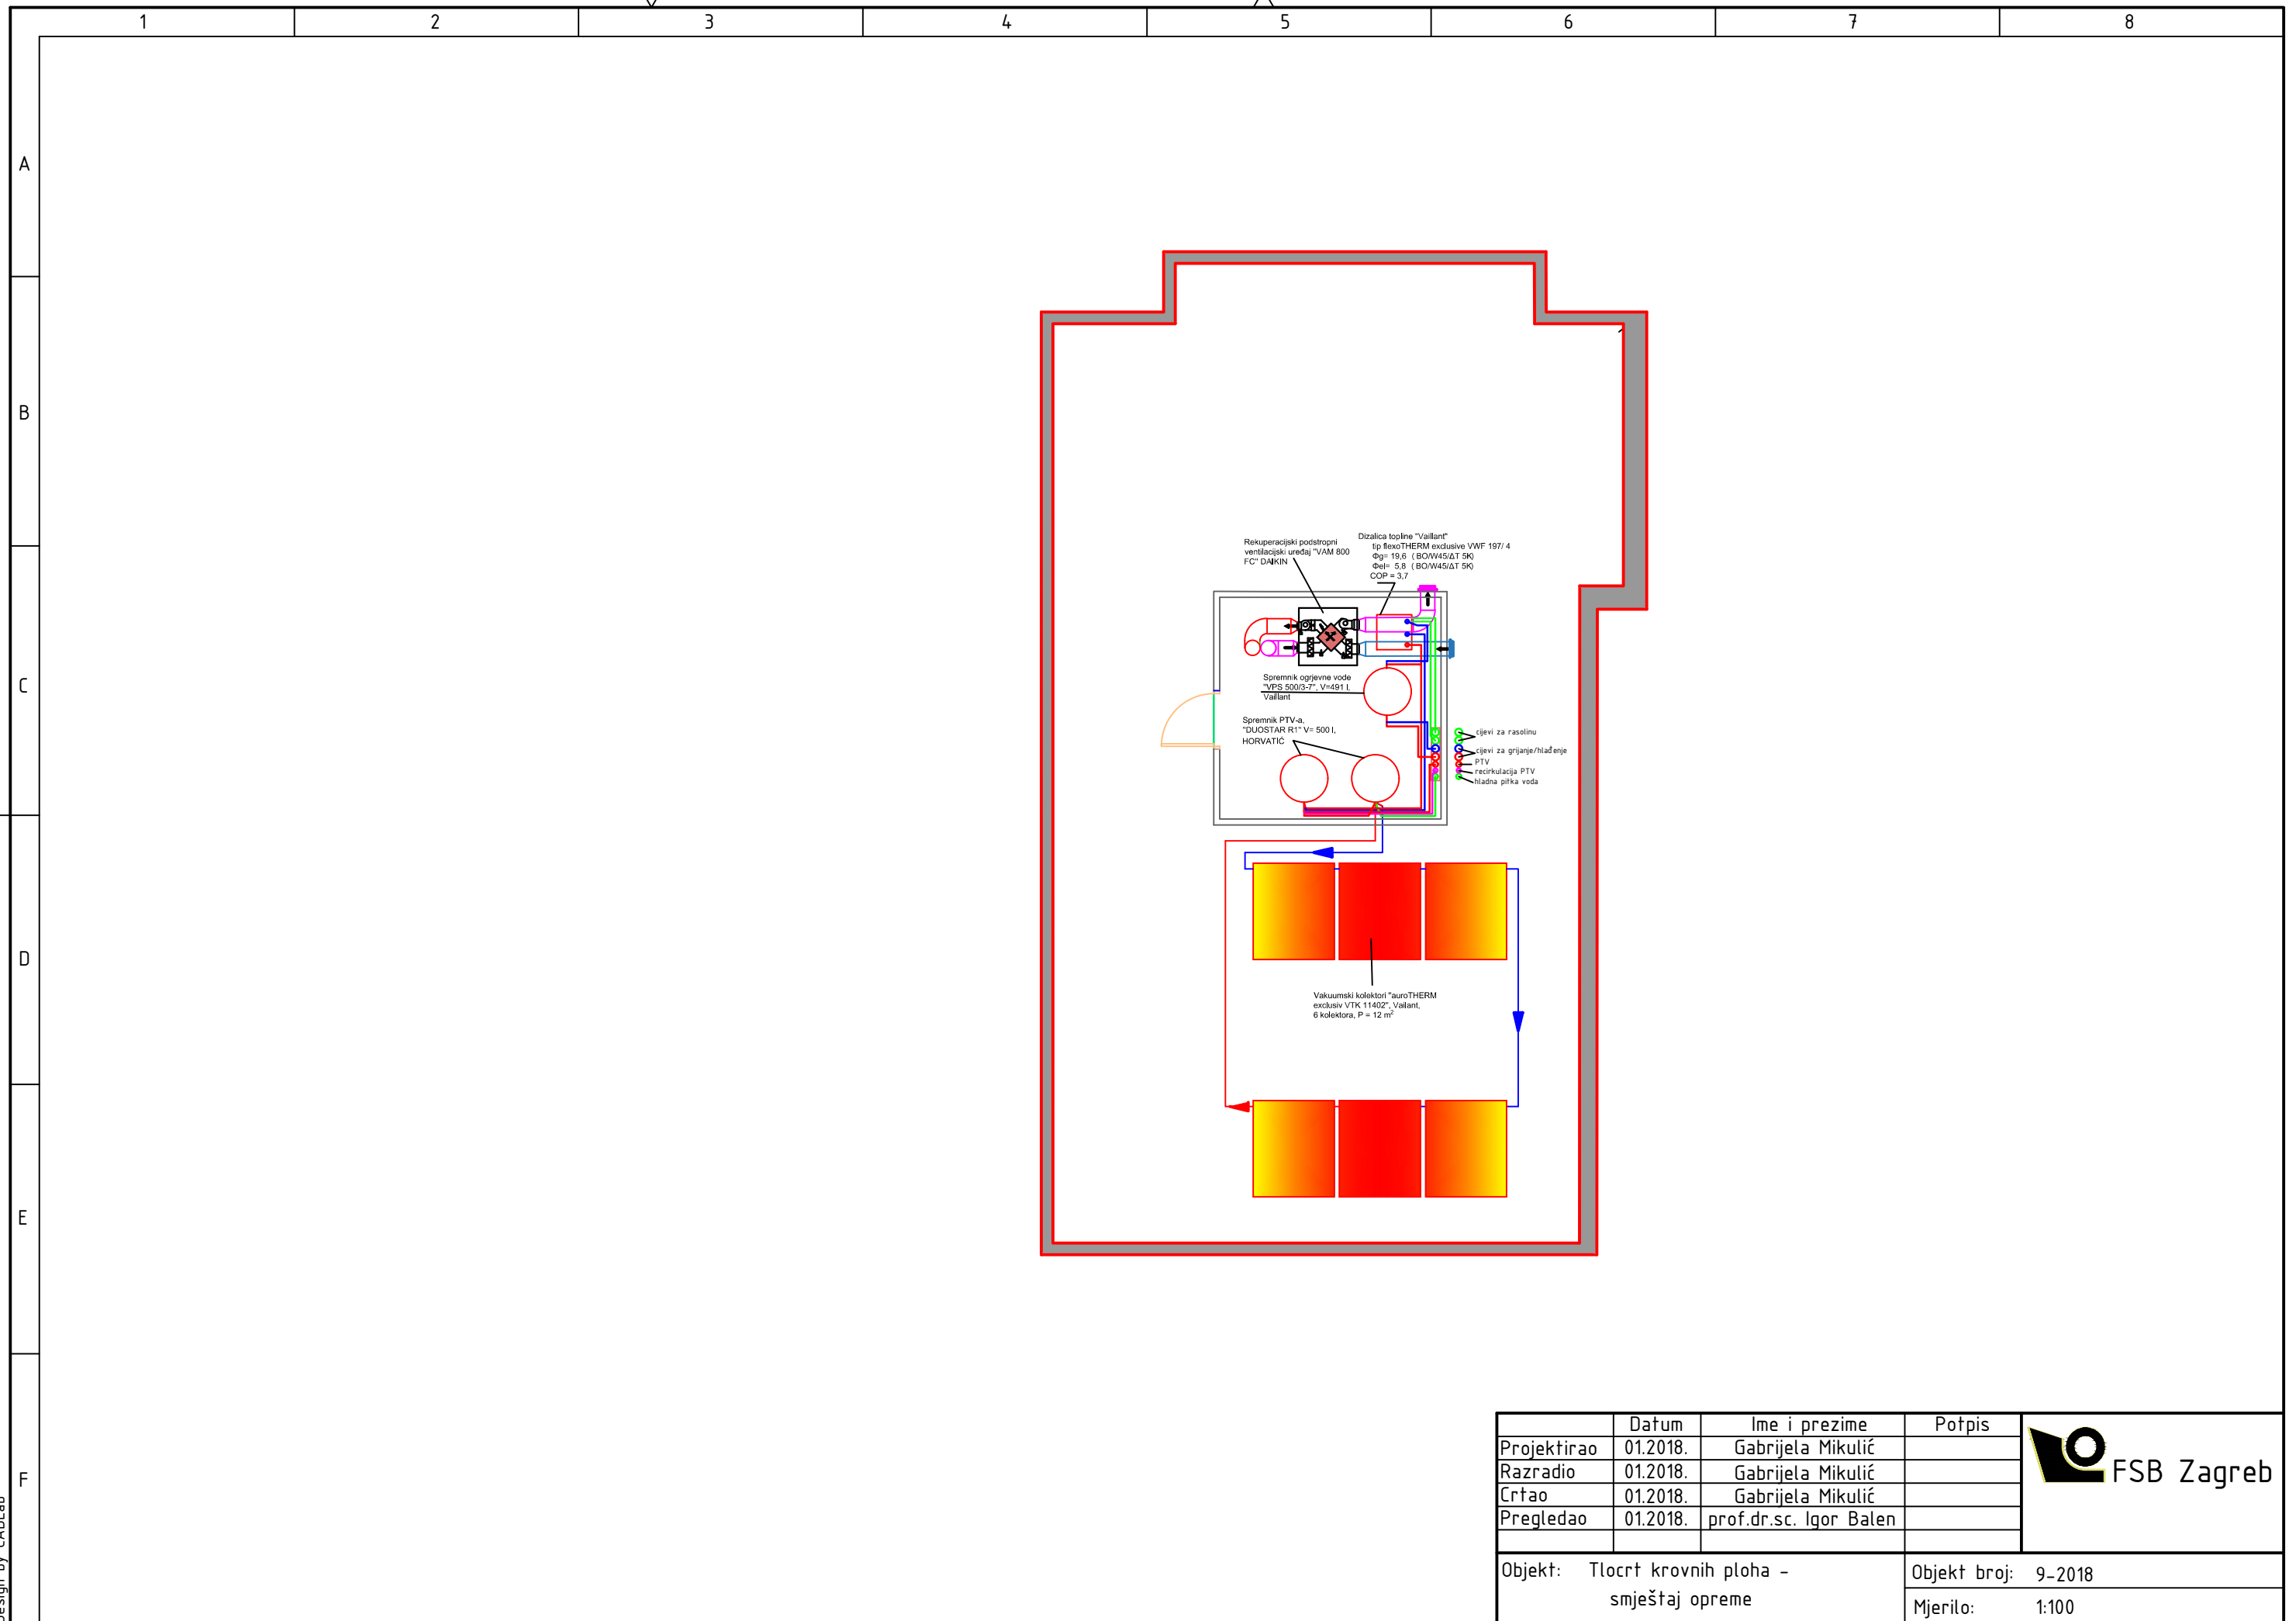 1 2 3 4 5 6 7 8
A
B
C
D
E
F
Rekuperacijski podstropni
ventilacijski uređaj "VAM 800
FC" DAIKIN
Dizalica topline "Vaillant"
tip flexoTHERM exclusive VWF 197/ 4
Φg= 19,6 ( BO/W45/ΔT 5K)
Φel= 5,8 ( BO/W45/ΔT 5K)
COP = 3,7
Spremnik ogrjevne vode
"VPS 500/3-7", V=491 l,
Vaillant
Spremnik PTV-a,
"DUOSTAR R1" V= 500 l,
HORVATIĆ
cijevi za rasolinu
cijevi za grijanje/hlađenje
PTV
recirkulacija PTV
hladna pitka voda
Vakuumski kolektori "auroTHERM
exclusiv VTK 11402", Vailant,
6 kolektora, P = 12 m²
Datum Ime i prezime Potpis
Projektirao 01.2018. Gabrijela Mikulić
Razradio 01.2018. Gabrijela Mikulić
Crtao 01.2018. Gabrijela Mikulić
Pregledao 01.2018. prof.dr.sc. Igor Balen
FSB Zagreb
Objekt: Tlocrt krovnih ploha -
smještaj opreme
Objekt broj: 9-2018
Mjerilo: 1:100
Design by CADLab